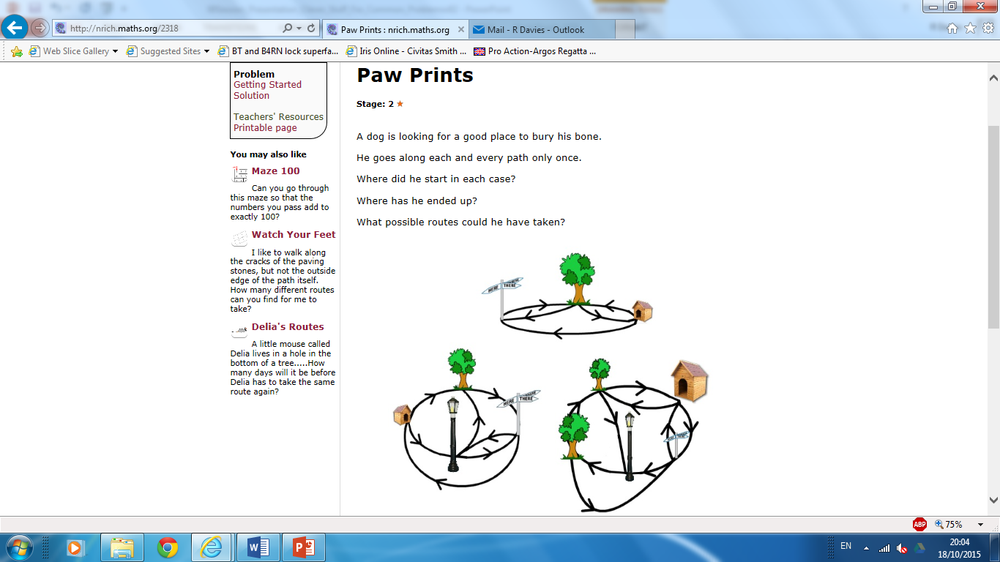 http://nrich.maths.org/2318
Paw Prints : nrich.maths.org
Mail - R Davies - Outlook
Web Slice Gallery
Suggested Sites
BT and B4RN lock superfa...
Iris Online - Civitas Smith ...
Pro Action-Argos Regatta ...
Problem
Getting Started
Solution
Teachers' Resources
Printable page
You may also like
Maze 100
Can you go through
this maze so that the
numbers you pass add to
exactly 100?
Watch Your Feet
I like to walk along
the cracks of the paving
stones, but not the outside
edge of the path itself.
How many different routes
can you find for me to
take?
Delia's Routes
A little mouse called
Delia lives in a hole in the
bottom of a tree.....How
many days will it be before
Delia has to take the same
route again?
Paw Prints
Stage: 2
A dog is looking for a good place to bury his bone.
He goes along each and every path only once.
Where did he start in each case?
Where has he ended up?
What possible routes could he have taken?
HERE THERE
HERE THERE
HERE THERE
ABP
75%
EN
20:04
18/10/2015